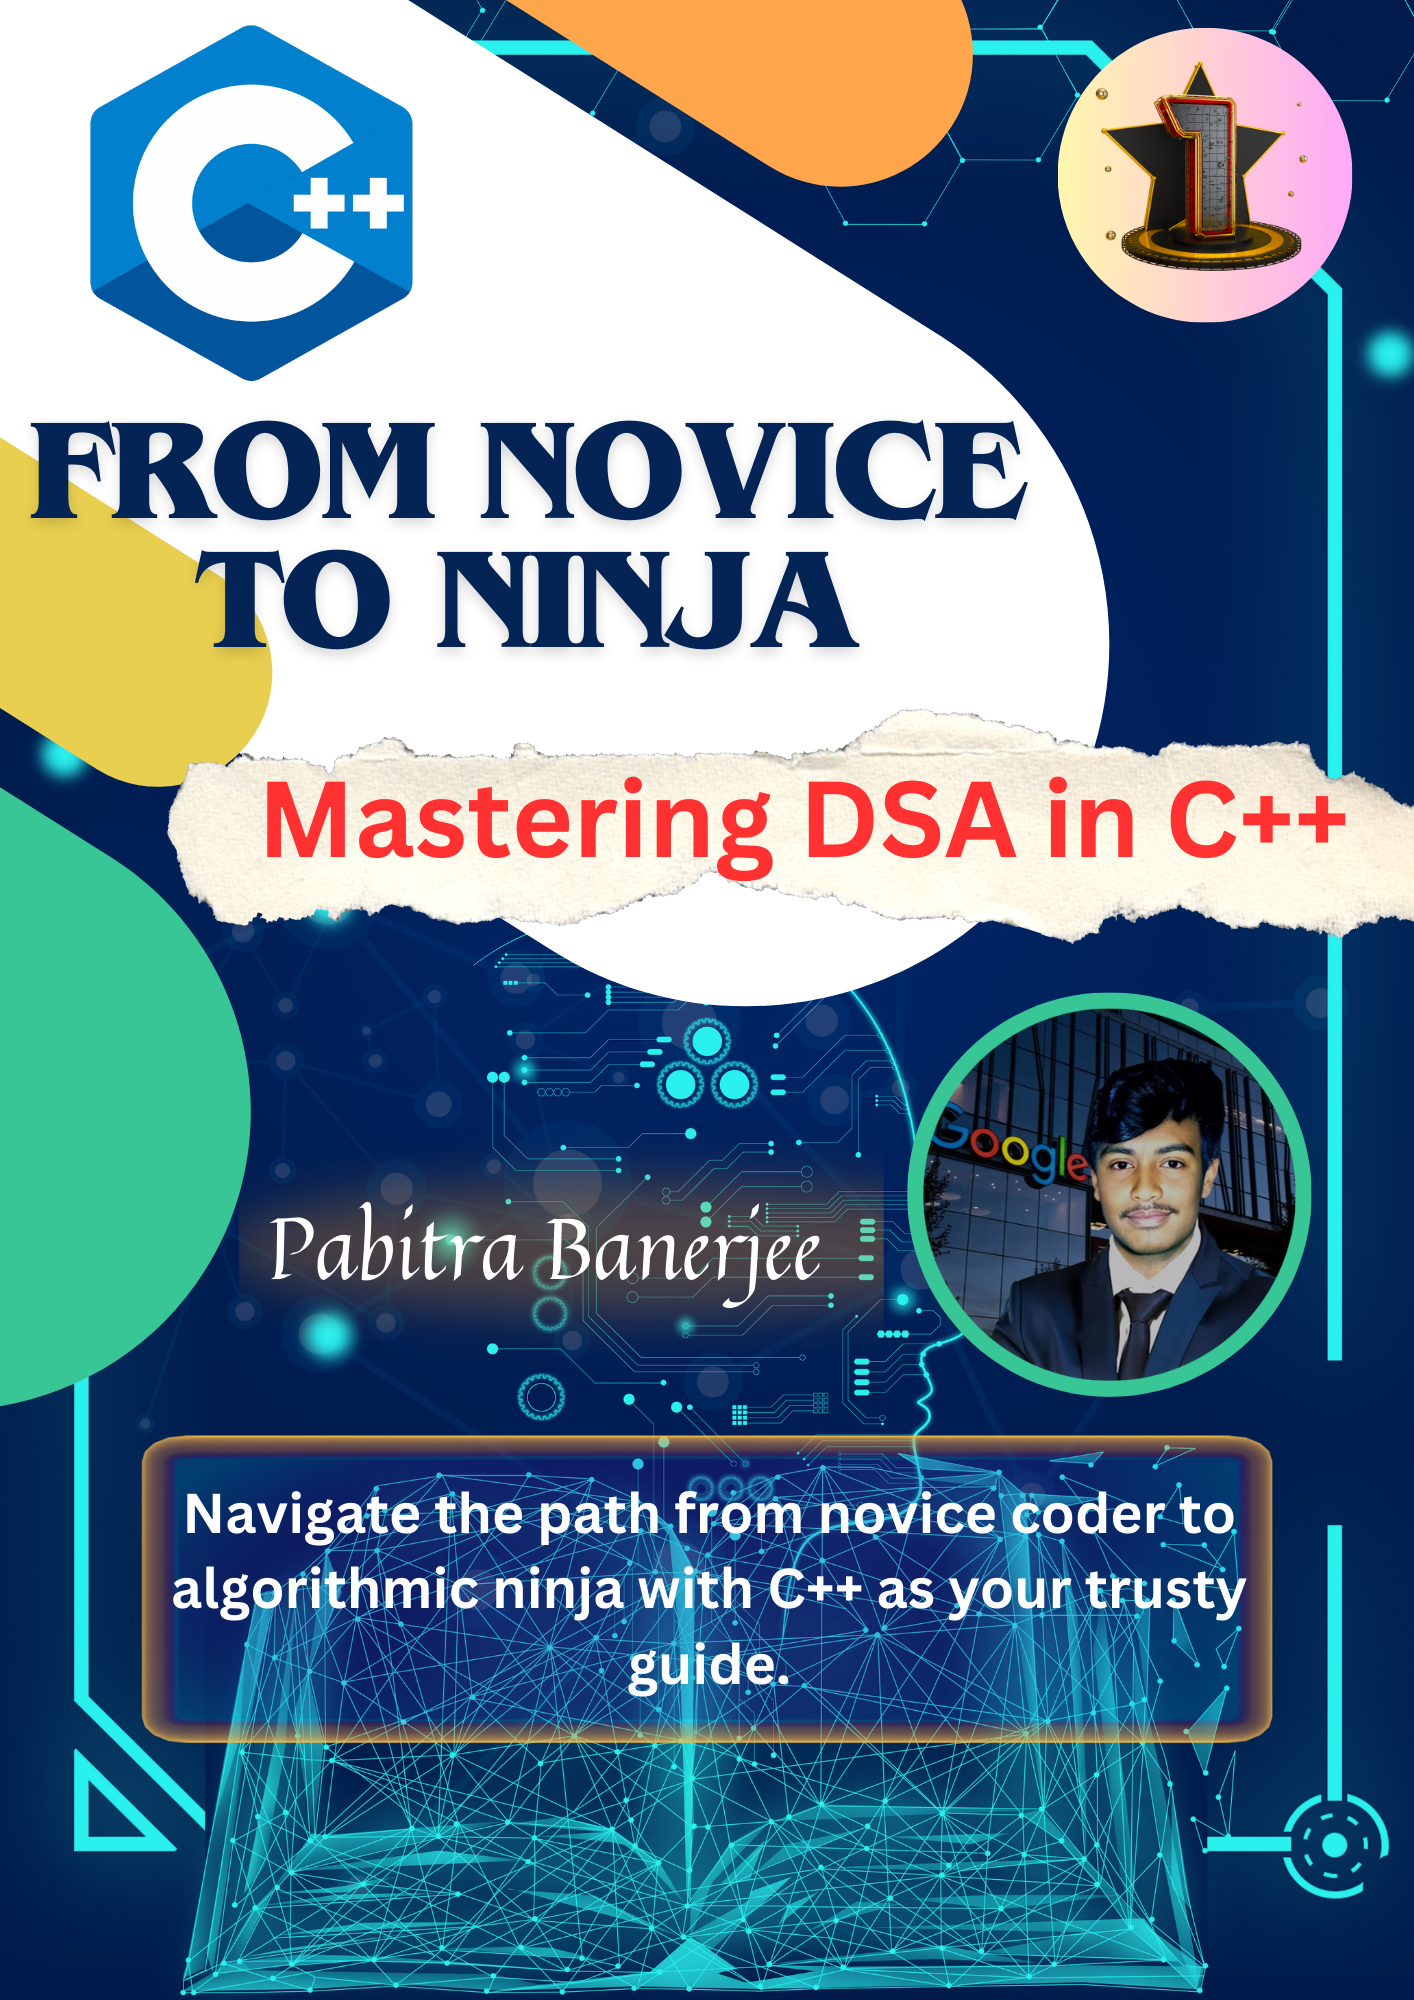 C++
1
FROM NOVICE
TO NINJA
Mastering DSA in C++
Google
Pabitra Banerjee
Navigate the path from novice coder to
algorithmic ninja with C++ as your trusty
guide.